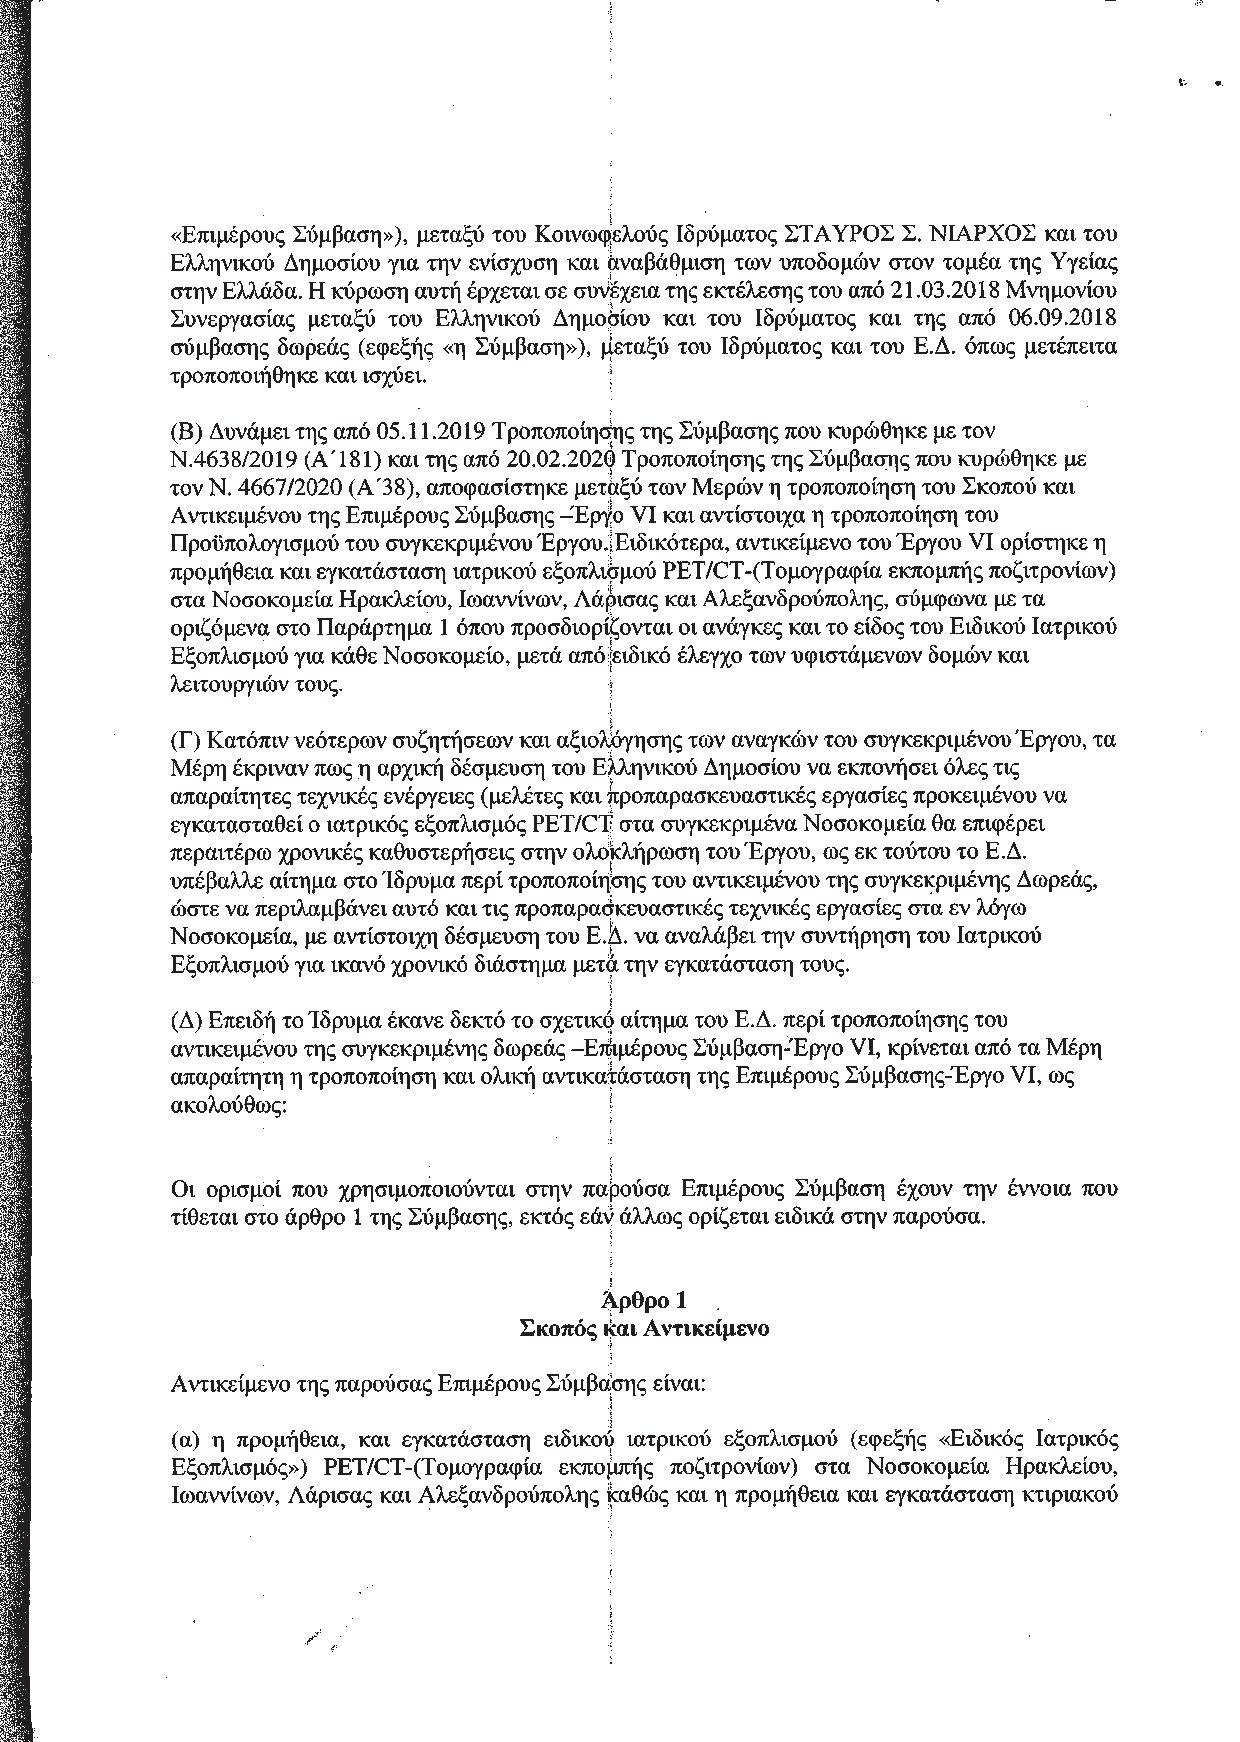 «Επιμέρους Σύμβαση»), μεταξύ του Κοινωφελούς Ιδρύματος ΣΤΑΥΡΟΣ Σ. ΝΙΑΡΧΟΣ και του
Ελληνικού Δημοσίου για την ενίσχυση και αναβάθμιση των υποδομών στον τομέα της Υγείας
στην Ελλάδα. Η κύρωση αυτή έρχεται σε συνέχεια της εκτέλεσης του από 21.03.2018 Μνημονίου
Συνεργασίας μεταξύ του Ελληνικού Δημοσίου και του Ιδρύματος και της από 06.09.2018
σύμβασης δωρεάς (εφεξής «η Σύμβαση»), μεταξύ του Ιδρύματος και του Ε.Δ. όπως μετέπειτα
τροποποιήθηκε και ισχύει.
(Β) Δυνάμει της από 05.11.2019 Τροποποίησης της Σύμβασης που κυρώθηκε με τον
Ν.4638/2019 (Α΄181) και της από 20.02.2020 Τροποποίησης της Σύμβασης που κυρώθηκε με
τον Ν. 4667/2020 (Α΄38), αποφασίστηκε μεταξύ των Μερών η τροποποίηση του Σκοπού και
Αντικειμένου της Επιμέρους Σύμβασης –Έργο VI και αντίστοιχα η τροποποίηση του
Προϋπολογισμού του συγκεκριμένου Έργου. Ειδικότερα, αντικείμενο του Έργου VI ορίστηκε η
προμήθεια και εγκατάσταση ιατρικού εξοπλισμού PET/CT-(Τομογραφία εκπομπής ποζιτρονίων)
στα Νοσοκομεία Ηρακλείου, Ιωαννίνων, Λάρισας και Αλεξανδρούπολης, σύμφωνα με τα
οριζόμενα στο Παράρτημα 1 όπου προσδιορίζονται οι ανάγκες και το είδος του Ειδικού Ιατρικού
Εξοπλισμού για κάθε Νοσοκομείο, μετά από ειδικό έλεγχο των υφιστάμενων δομών και
λειτουργιών τους.
(Γ) Κατόπιν νεότερων συζητήσεων και αξιολόγησης των αναγκών του συγκεκριμένου Έργου, τα
Μέρη έκριναν πως η αρχική δέσμευση του Ελληνικού Δημοσίου να εκπονήσει όλες τις
απαραίτητες τεχνικές ενέργειες (μελέτες και προπαρασκευαστικές εργασίες προκειμένου να
εγκατασταθεί ο ιατρικός εξοπλισμός PET/CT στα συγκεκριμένα Νοσοκομεία θα επιφέρει
περαιτέρω χρονικές καθυστερήσεις στην ολοκλήρωση του Έργου, ως εκ τούτου το Ε.Δ.
υπέβαλλε αίτημα στο Ίδρυμα περί τροποποίησης του αντικειμένου της συγκεκριμένης Δωρεάς,
ώστε να περιλαμβάνει αυτό και τις προπαρασκευαστικές τεχνικές εργασίες στα εν λόγω
Νοσοκομεία, με αντίστοιχη δέσμευση του Ε.Δ. να αναλάβει την συντήρηση του Ιατρικού
Εξοπλισμού για ικανό χρονικό διάστημα μετά την εγκατάσταση τους.
(Δ) Επειδή το Ίδρυμα έκανε δεκτό το σχετικό αίτημα του Ε.Δ. περί τροποποίησης του
αντικειμένου της συγκεκριμένης δωρεάς –Επιμέρους Σύμβαση-Έργο VI, κρίνεται από τα Μέρη
απαραίτητη η τροποποίηση και ολική αντικατάσταση της Επιμέρους Σύμβασης-Έργο VI, ως
ακολούθως:
Οι ορισμοί που χρησιμοποιούνται στην παρούσα Επιμέρους Σύμβαση έχουν την έννοια που
τίθεται στο άρθρο 1 της Σύμβασης, εκτός εάν άλλως ορίζεται ειδικά στην παρούσα.
Άρθρο 1
Σκοπός και Αντικείμενο
Αντικείμενο της παρούσας Επιμέρους Σύμβασης είναι:
(α) η προμήθεια, και εγκατάσταση ειδικού ιατρικού εξοπλισμού (εφεξής «Ειδικός Ιατρικός
Εξοπλισμός») PET/CT-(Τομογραφία εκπομπής ποζιτρονίων) στα Νοσοκομεία Ηρακλείου,
Ιωαννίνων, Λάρισας και Αλεξανδρούπολης καθώς και η προμήθεια και εγκατάσταση κτιριακού